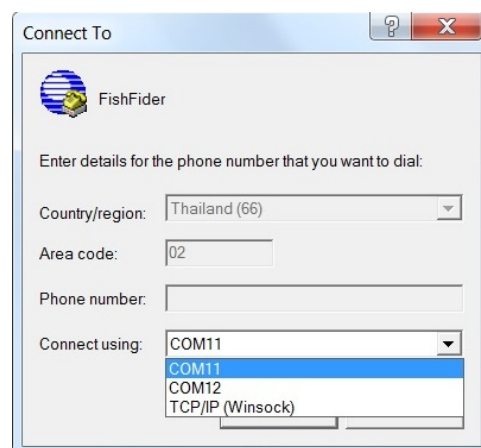 Connect To
FishFider
Enter details for the phone number that you want to dial:
Country/region: Thailand (66)
Area code: 02
Phone number:
Connect using: COM11
COM11
COM12
TCP/IP (Winsock)